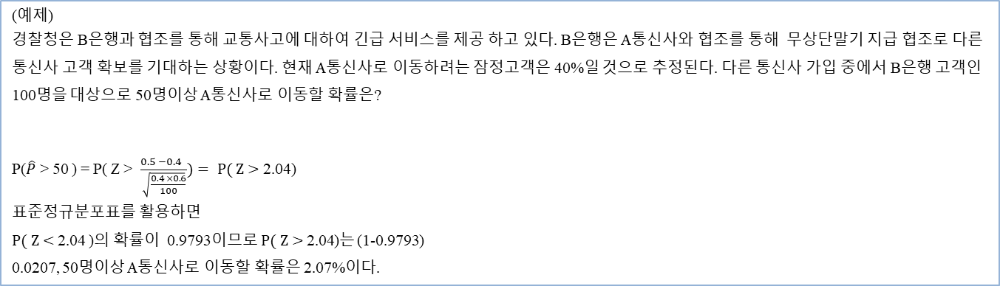 (예제)
경찰청은 B은행과 협조를 통해 교통사고에 대하여 긴급 서비스를 제공 하고 있다. B은행은 A통신사와 협조를 통해 무상단말기 지급 협조로 다른
통신사 고객 확보를 기대하는 상황이다. 현재 A통신사로 이동하려는 잠정고객은 40%일 것으로 추정된다. 다른 통신사 가입 중에서 B은행 고객인
100명을 대상으로 50명이상 A통신사로 이동할 확률은?
P(P̂ > 50 ) = P( Z > (0.5 −0.4)/√(0.4 ×0.6/100)) = P( Z > 2.04)
표준정규분포표를 활용하면
P( Z < 2.04 )의 확률이 0.9793이므로 P( Z > 2.04)는 (1-0.9793)
0.0207, 50명이상 A통신사로 이동할 확률은 2.07%이다.